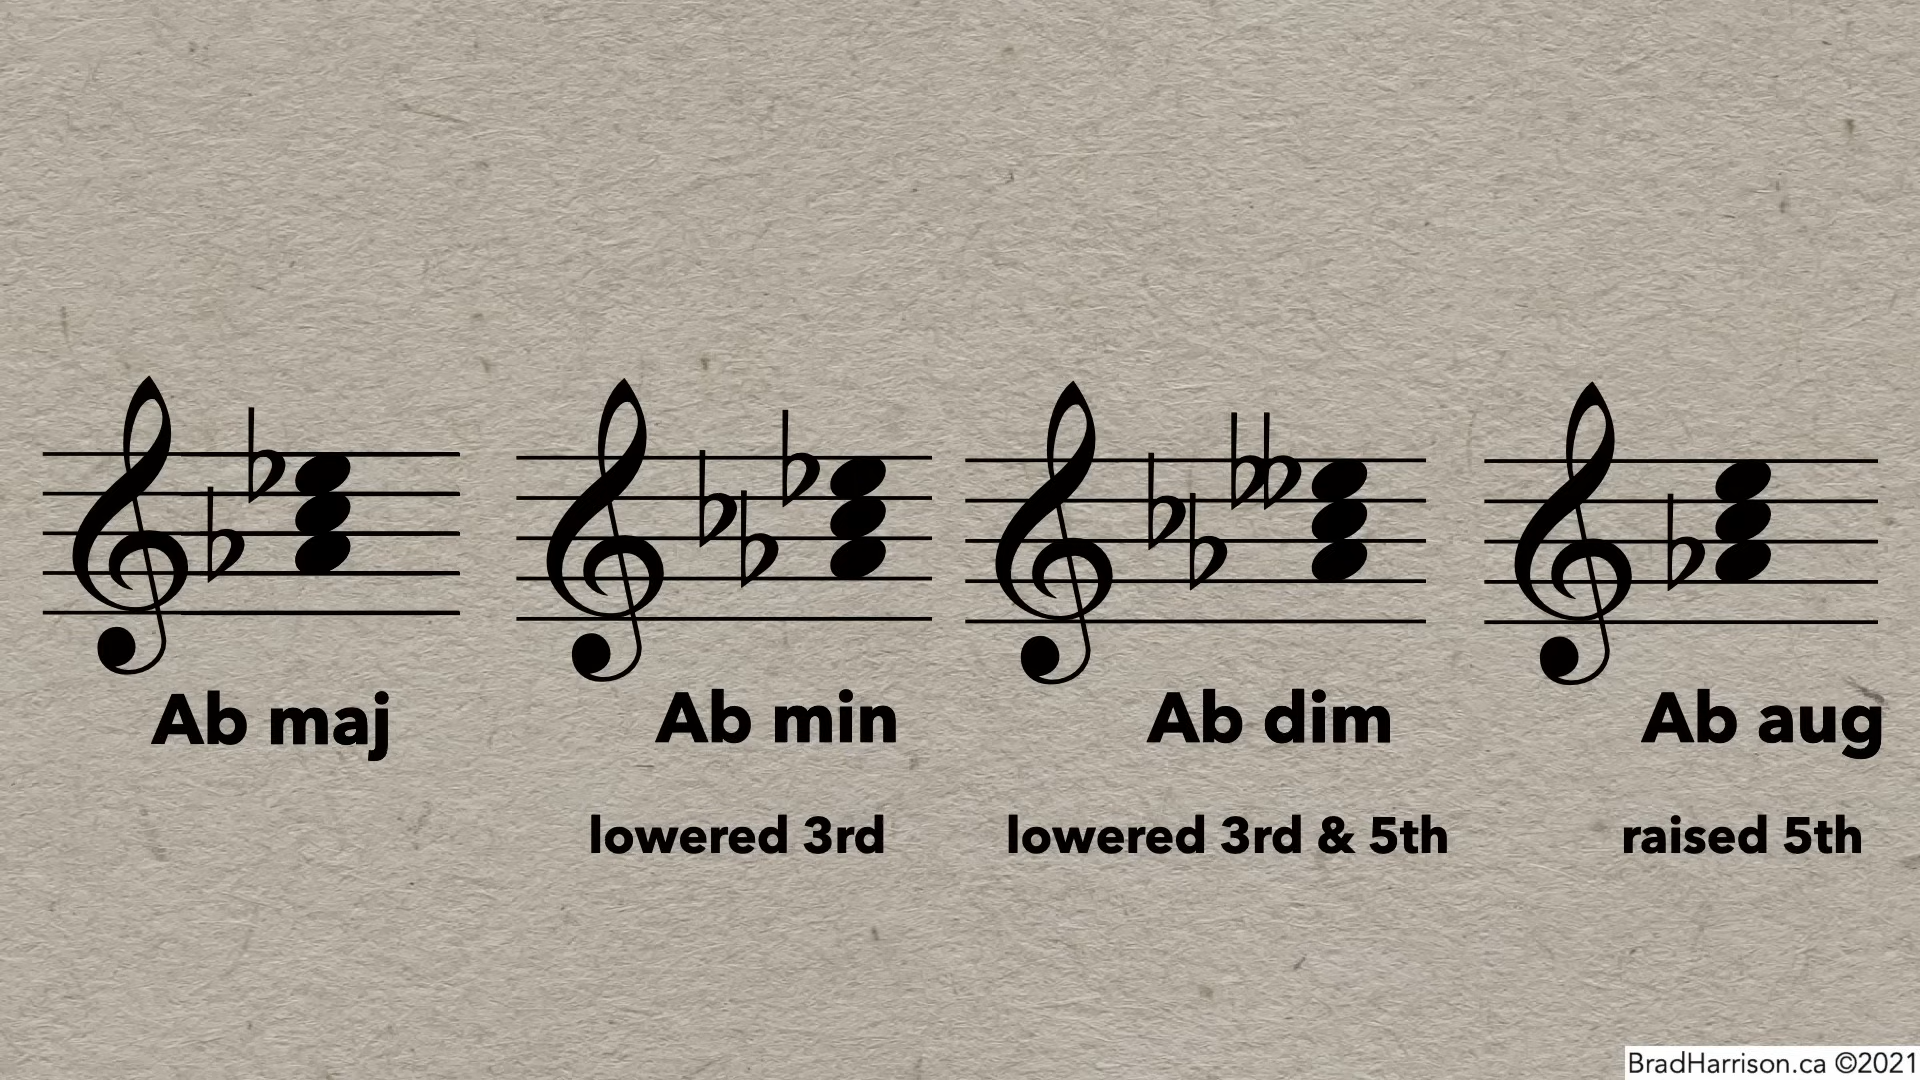 Ab maj
Ab min
Ab dim
Ab aug
lowered 3rd
lowered 3rd & 5th
raised 5th
BradHarrison.ca ©2021